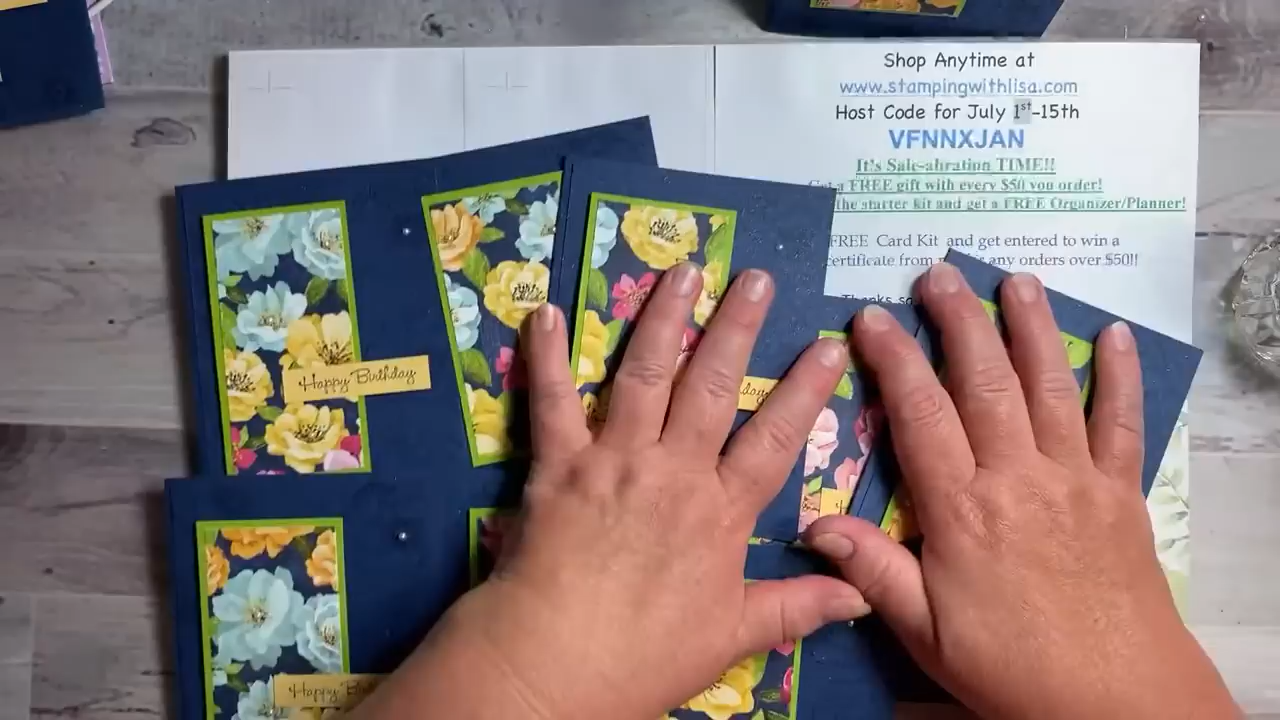 Shop Anytime at
www.stampingwithlisa.com
Host Code for July 1st-15th
VFNNXJAN
It's Sale-abration TIME!!
a FREE gift with every $50 you order!
the starter kit and get a FREE Organizer/Planner!
FREE Card Kit and get entered to win a
certificate from any orders over $50!!
Thanks
Happy Birthday
Happy